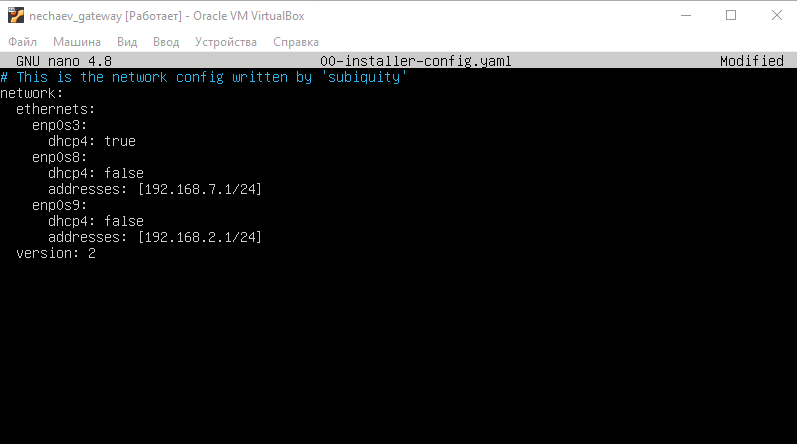 nechaev_gateway [Работает] - Oracle VM VirtualBox
Файл Машина Вид Ввод Устройства Справка
GNU nano 4.8 00-installer-config.yaml Modified
# This is the network config written by 'subiquity'
network:
  ethernets:
    enp0s3:
      dhcp4: true
    enp0s8:
      dhcp4: false
      addresses: [192.168.7.1/24]
    enp0s9:
      dhcp4: false
      addresses: [192.168.2.1/24]
  version: 2